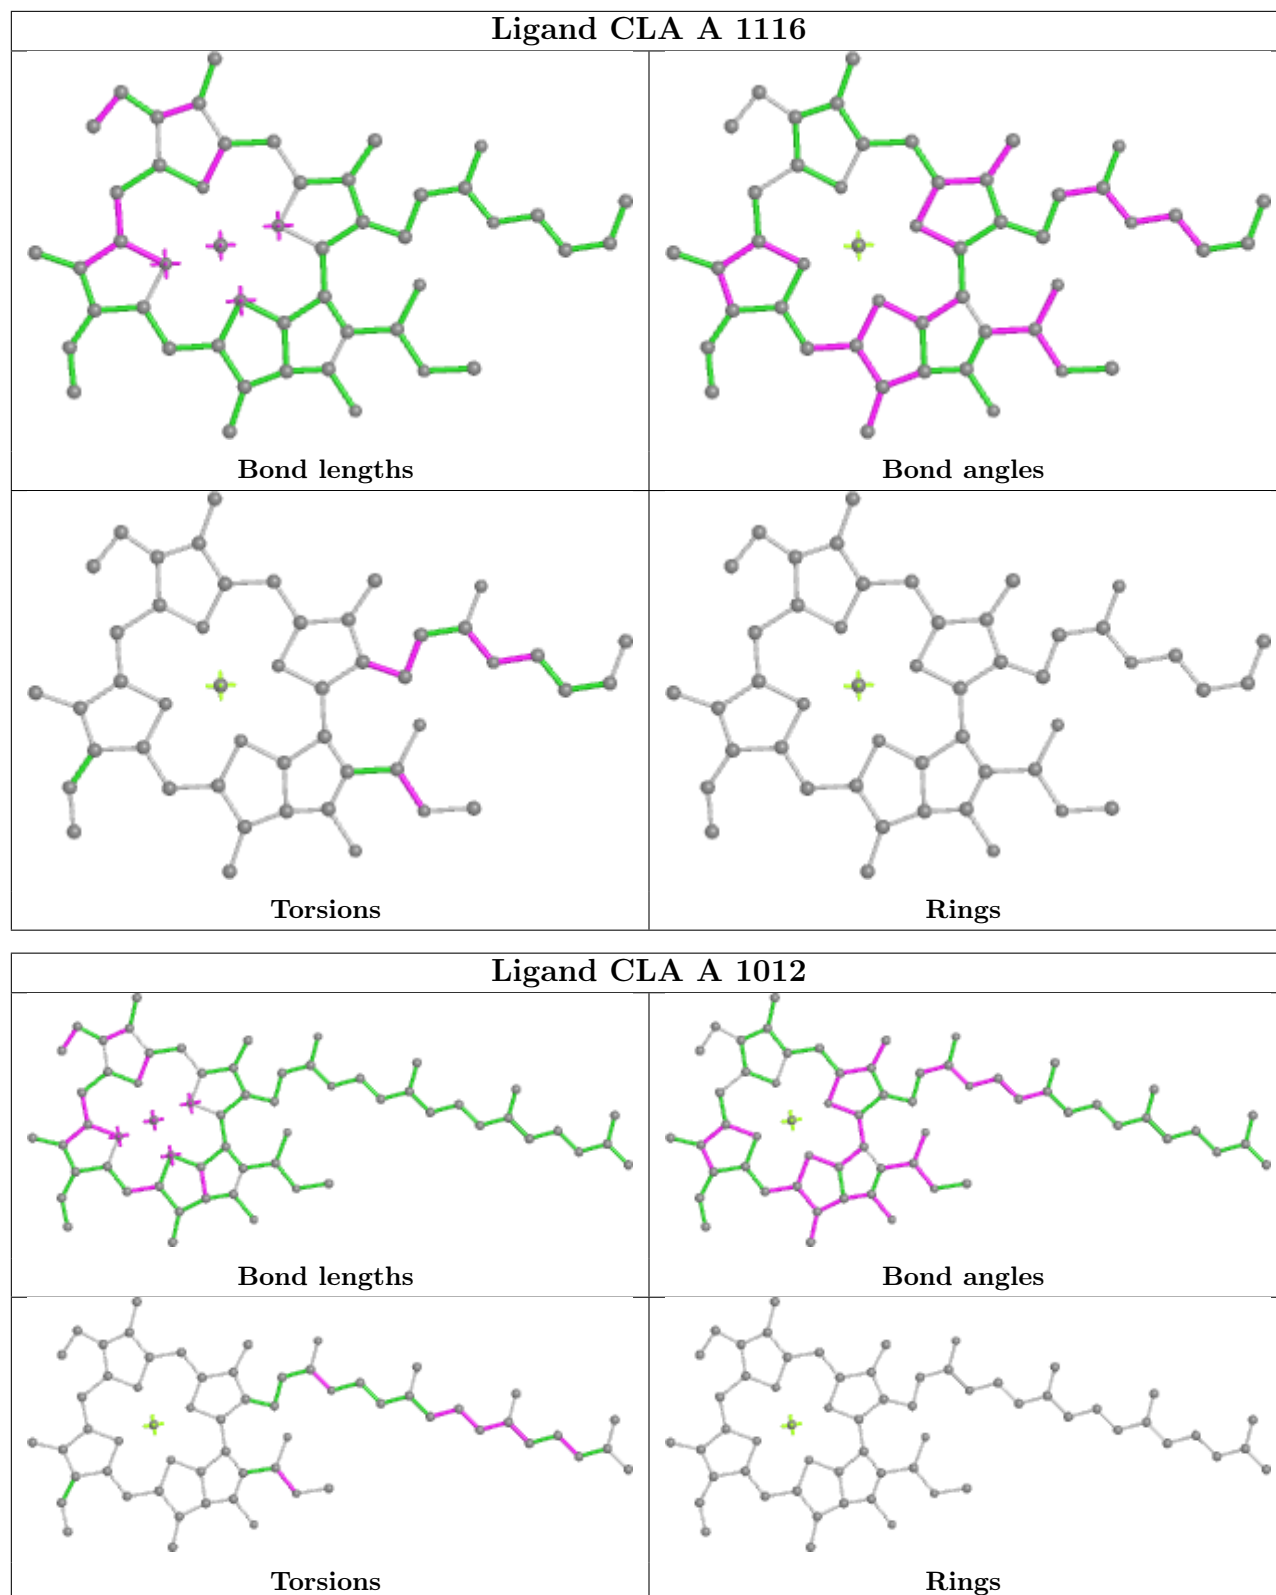 Ligand CLA A 1116
Bond lengths
Bond angles
Torsions
Rings
Ligand CLA A 1012
Bond lengths
Bond angles
Torsions
Rings